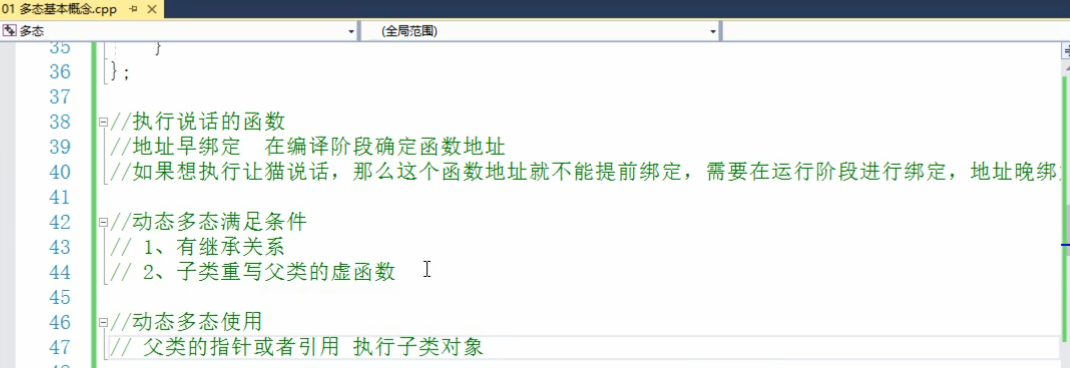 01 多态基本概念.cpp
多态 (全局范围)
35 }
36 };
37
38 //执行说话的函数
39 //地址早绑定 在编译阶段确定函数地址
40 //如果想执行让猫说话，那么这个函数地址就不能提前绑定，需要在运行阶段进行绑定，地址晚绑
41
42 //动态多态满足条件
43 // 1、有继承关系
44 // 2、子类重写父类的虚函数
45
46 //动态多态使用
47 // 父类的指针或者引用 执行子类对象